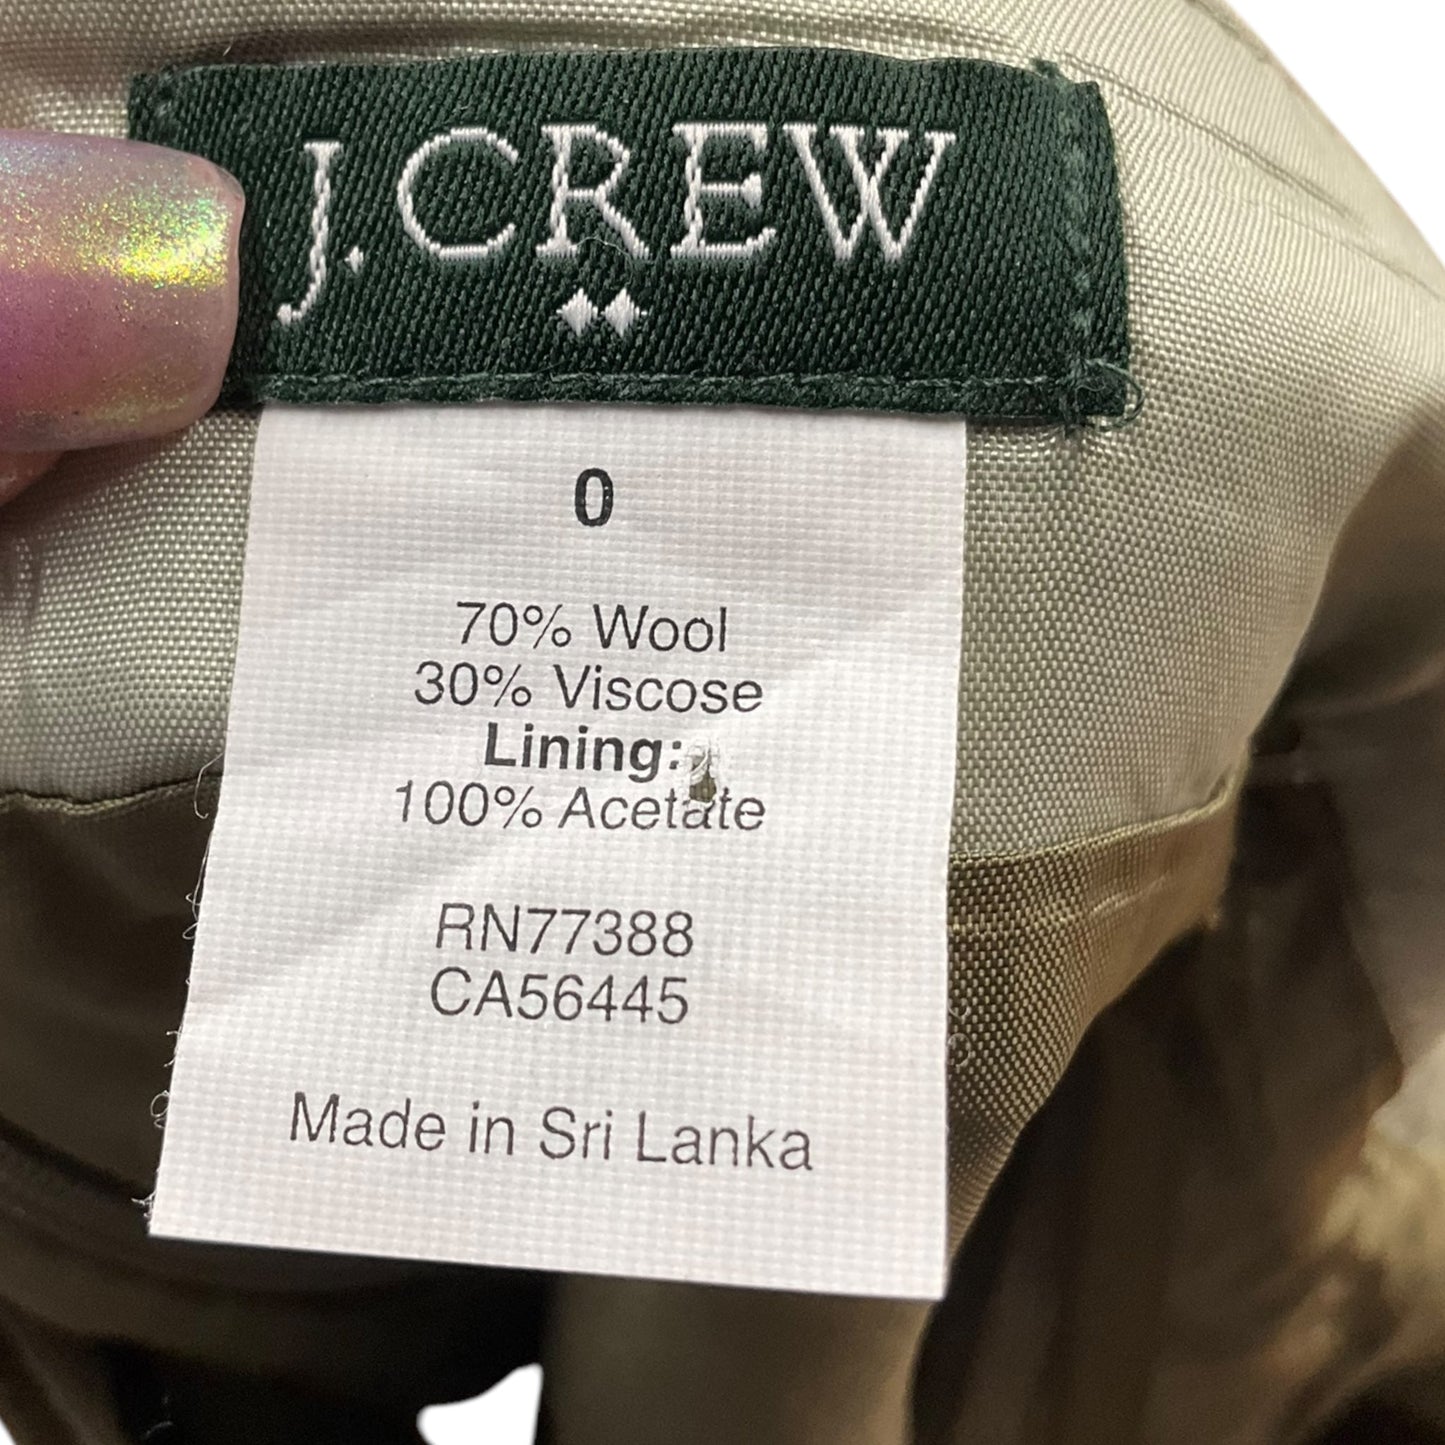 J.CREW
0
70% Wool
30% Viscose
Lining:
100% Acetate
RN77388
CA56445
Made in Sri Lanka